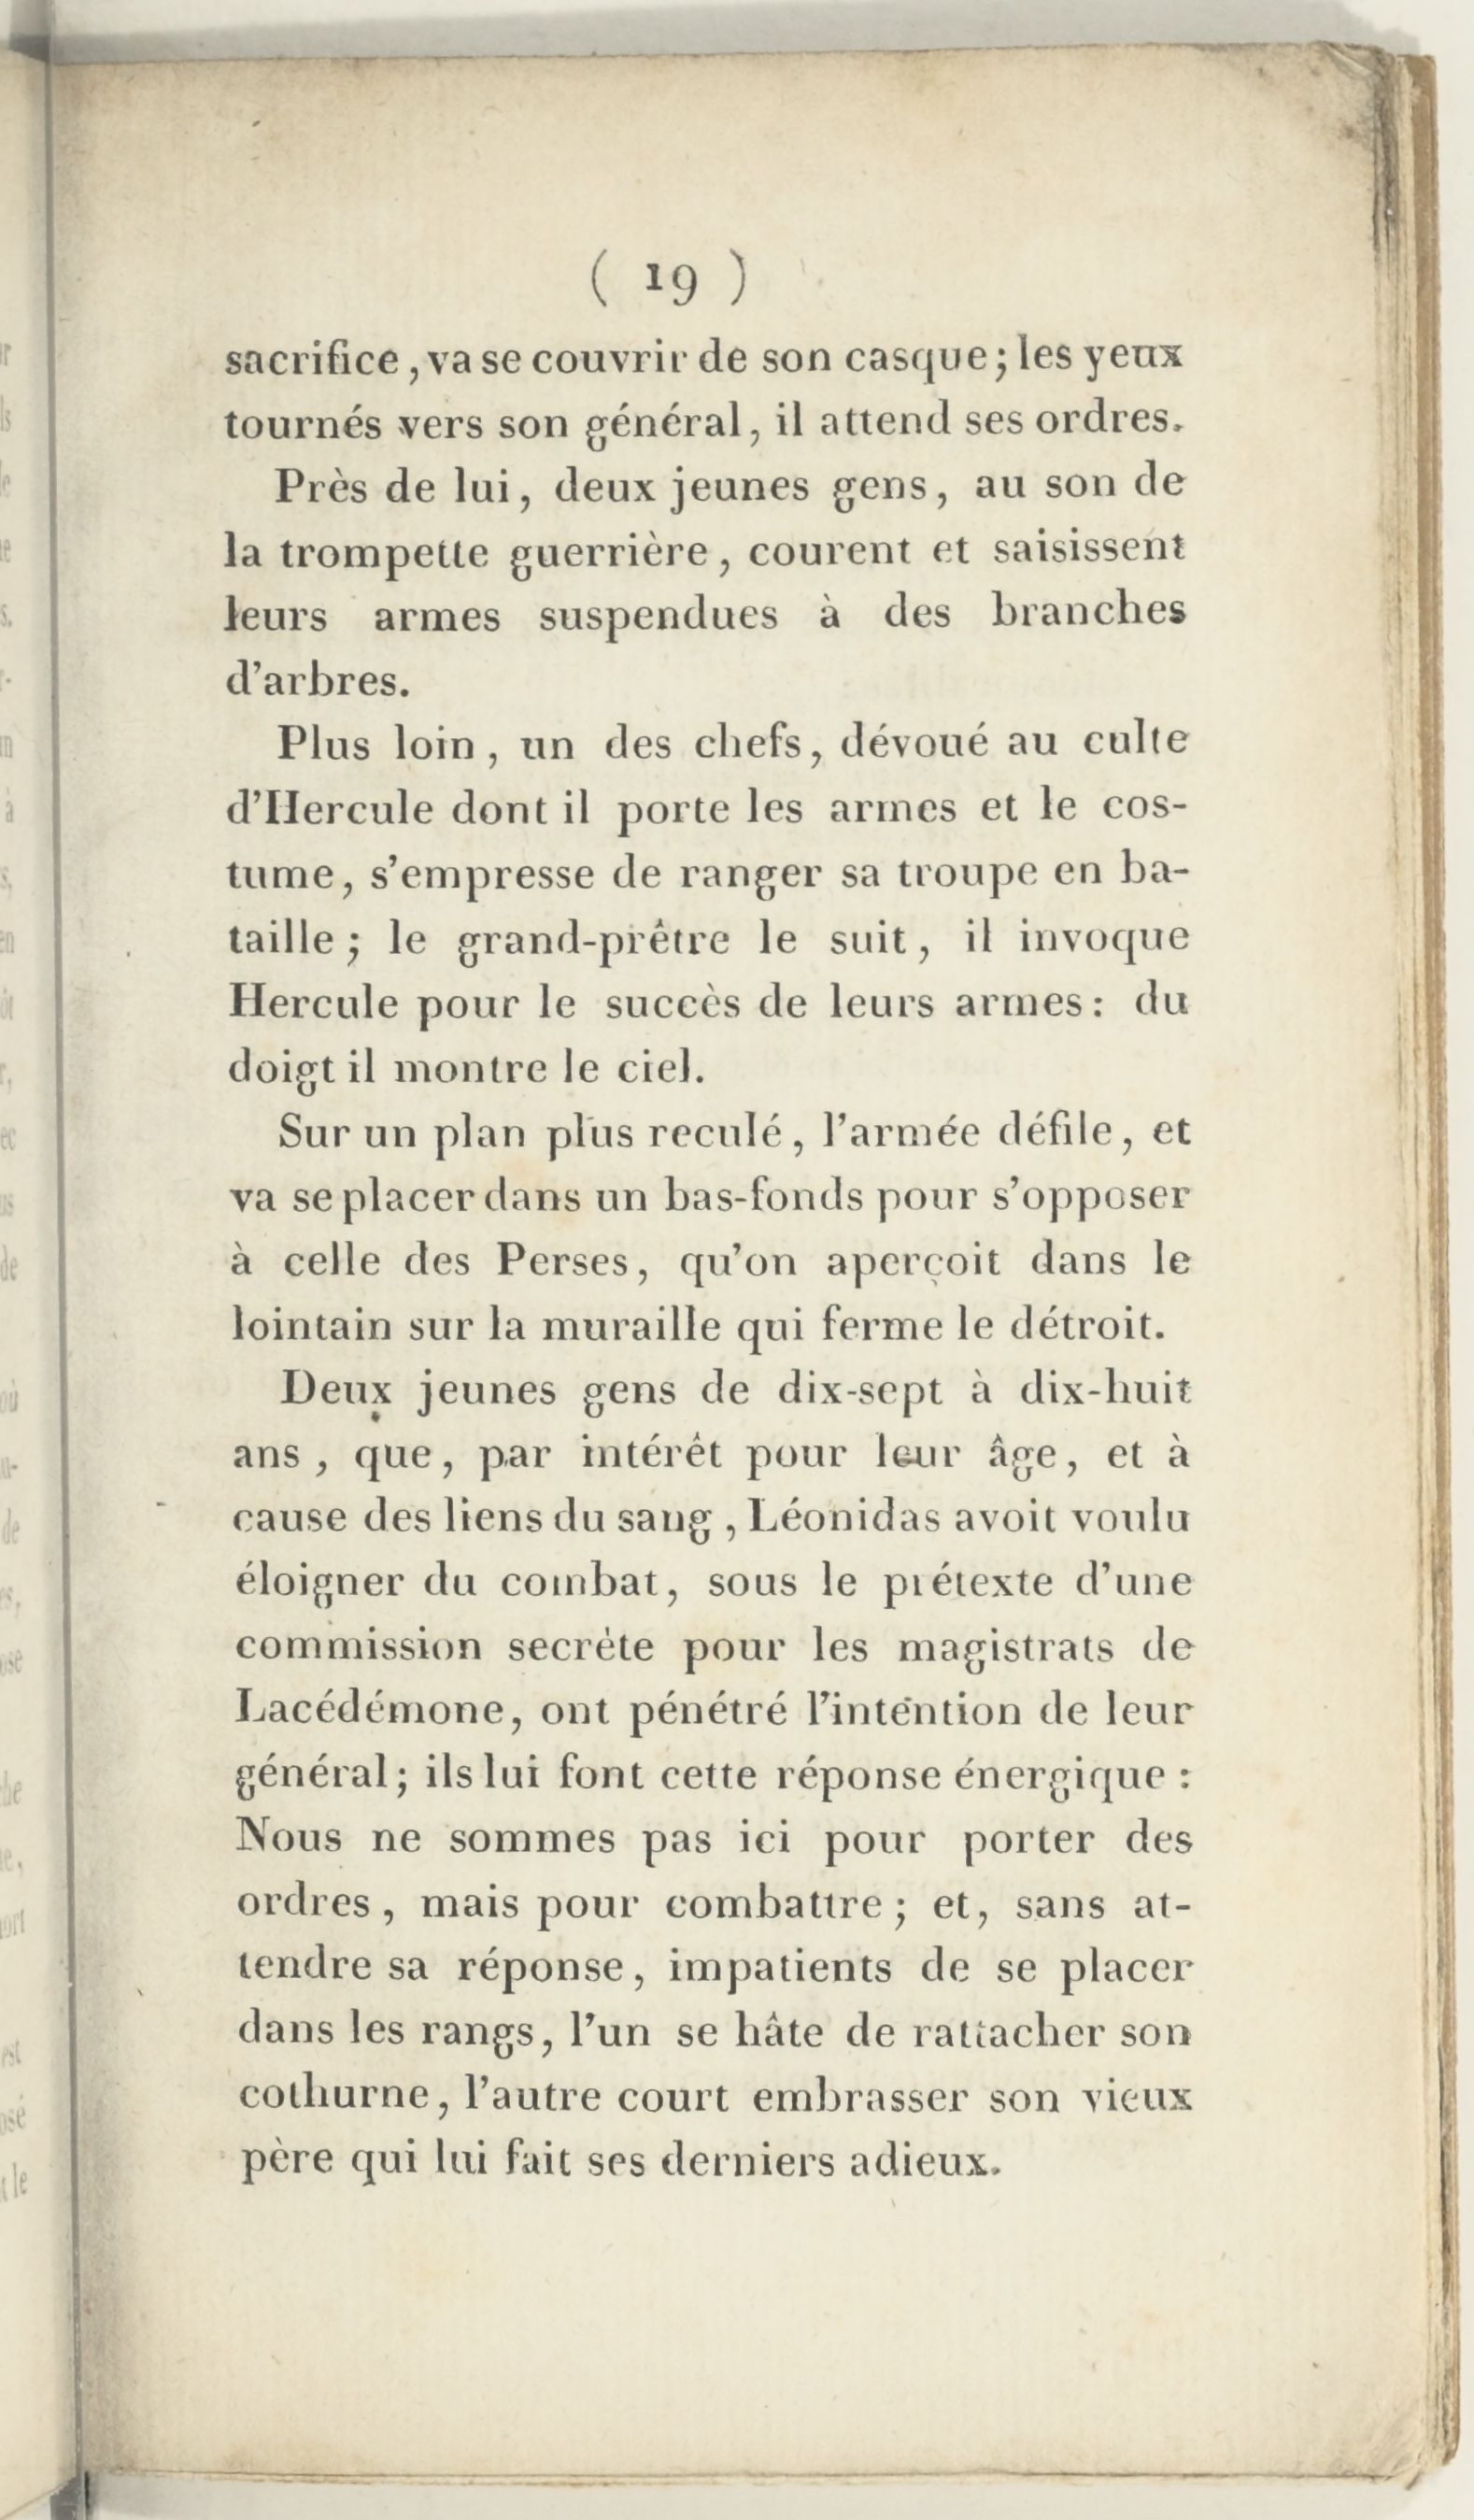 ( 19 )
sacrifice, va se couvrir de son casque; les yeux
tournés vers son général, il attend ses ordres.
Près de lui, deux jeunes gens, au son de
la trompette guerrière, courent et saisissent
leurs armes suspendues à des branches
d'arbres.
Plus loin, un des chefs, dévoué au culte
d'Hercule dont il porte les armes et le cos-
tume, s'empresse de ranger sa troupe en ba-
taille; le grand-prêtre le suit, il invoque
Hercule pour le succès de leurs armes: du
doigt il montre le ciel.
Sur un plan plus reculé, l'armée défile, et
va se placer dans un bas-fonds pour s'opposer
à celle des Perses, qu'on aperçoit dans le
lointain sur la muraille qui ferme le détroit.
Deux jeunes gens de dix-sept à dix-huit
ans, que, par intérêt pour leur âge, et à
cause des liens du sang, Léonidas avoit voulu
éloigner du combat, sous le prétexte d'une
commission secrète pour les magistrats de
Lacédémone, ont pénétré l'intention de leur
général; ils lui font cette réponse énergique :
Nous ne sommes pas ici pour porter des
ordres, mais pour combattre; et, sans at-
tendre sa réponse, impatients de se placer
dans les rangs, l'un se hâte de rattacher son
cothurne, l'autre court embrasser son vieux
père qui lui fait ses derniers adieux.